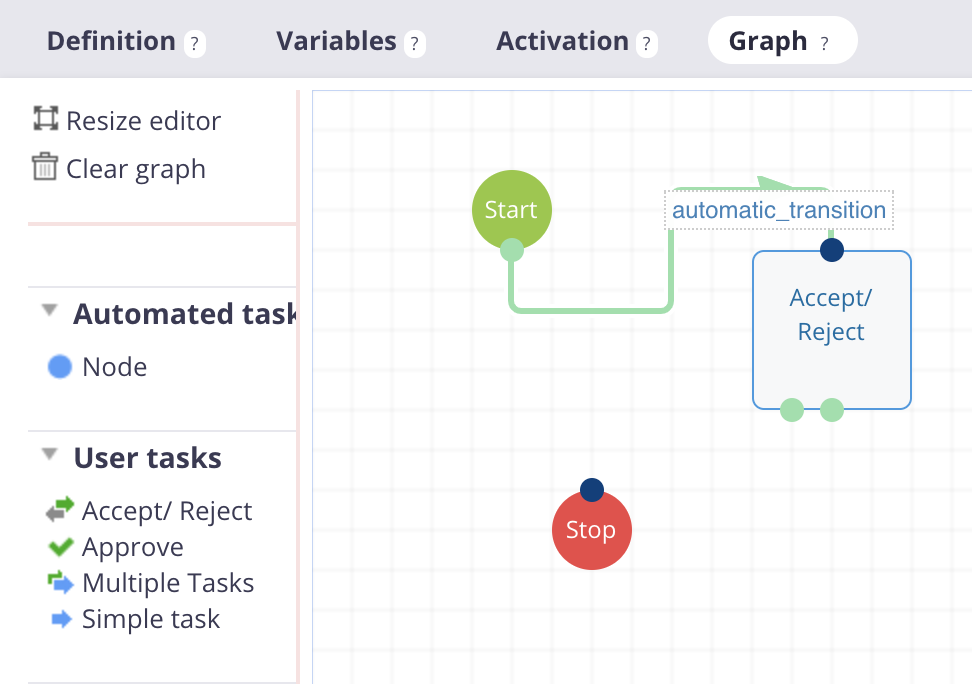 Definition ? Variables ? Activation ? Graph ?
Resize editor
Clear graph
Automated task
Node
User tasks
Accept/ Reject
Approve
Multiple Tasks
Simple task
Start
automatic_transition
Accept/
Reject
Stop